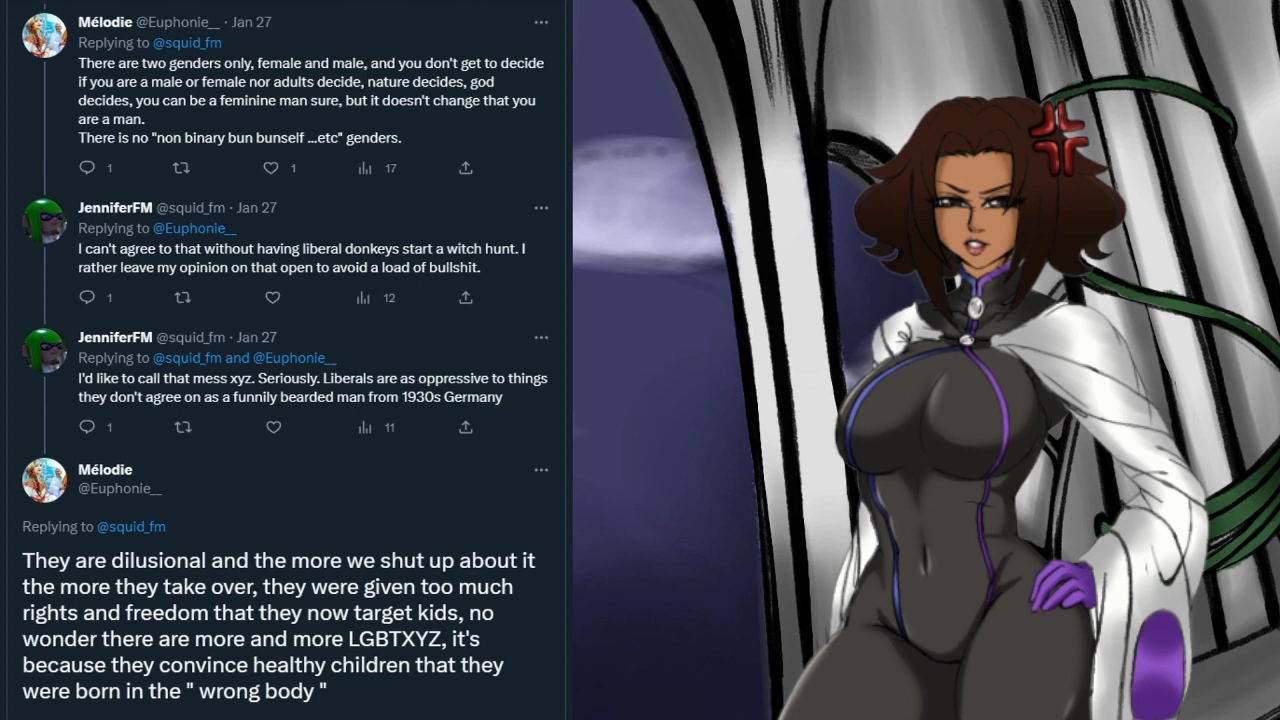 Mélodie @Euphonie__ · Jan 27
Replying to @squid_fm
There are two genders only, female and male, and you don't get to decide
if you are a male or female nor adults decide, nature decides, god
decides, you can be a feminine man sure, but it doesn't change that you
are a man.
There is no "non binary bun bunself ...etc" genders.
1 1 17
JenniferFM @squid_fm · Jan 27
Replying to @Euphonie__
I can't agree to that without having liberal donkeys start a witch hunt. I
rather leave my opinion on that open to avoid a load of bullshit.
1 12
JenniferFM @squid_fm · Jan 27
Replying to @squid_fm and @Euphonie__
I'd like to call that mess xyz. Seriously. Liberals are as oppressive to things
they don't agree on as a funnily bearded man from 1930s Germany
1 11
Mélodie
@Euphonie__
Replying to @squid_fm
They are dilusional and the more we shut up about it
the more they take over, they were given too much
rights and freedom that they now target kids, no
wonder there are more and more LGBTXYZ, it's
because they convince healthy children that they
were born in the " wrong body "